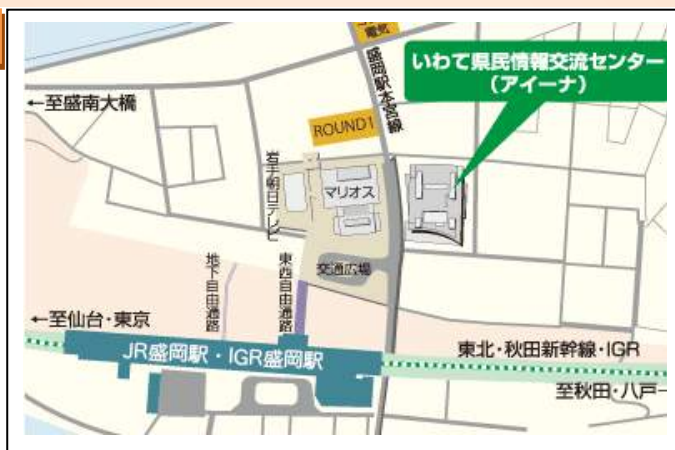 電気
盛岡駅本宮線
いわて県民情報交流センター
（アイーナ）
←至盛南大橋
ROUND1
岩手朝日テレビ
マリオス
地下自由通路
東西自由通路
交通広場
←至仙台・東京
JR盛岡駅・IGR盛岡駅
東北・秋田新幹線・IGR
至秋田・八戸